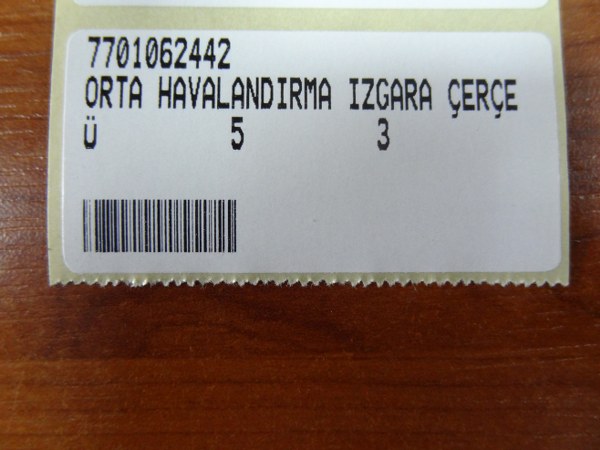 7701062442
ORTA HAVALANDIRMA IZGARA ÇERÇE
Ü 5 3